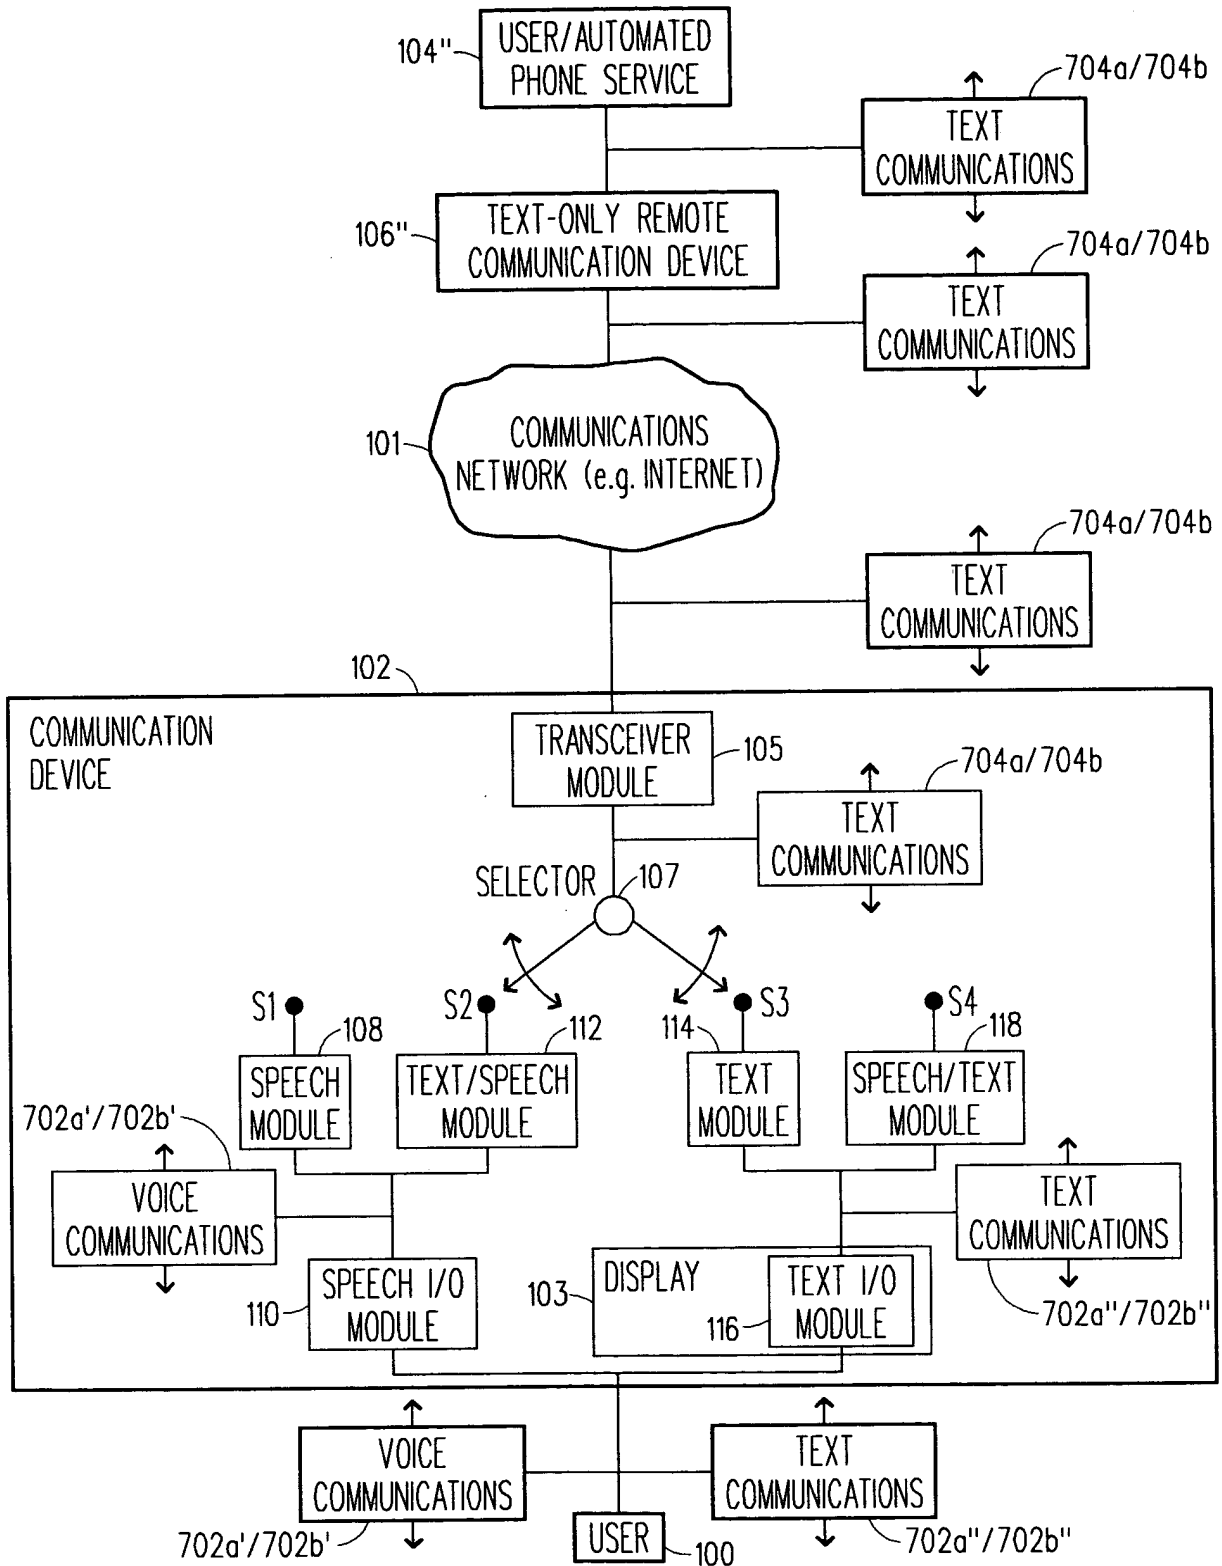 USER/AUTOMATED
PHONE SERVICE
104"
704a/704b
TEXT
COMMUNICATIONS
TEXT-ONLY REMOTE
COMMUNICATION DEVICE
106"
704a/704b
TEXT
COMMUNICATIONS
COMMUNICATIONS
NETWORK (e.g. INTERNET)
101
704a/704b
TEXT
COMMUNICATIONS
102
COMMUNICATION
DEVICE
TRANSCEIVER
MODULE
105
704a/704b
TEXT
COMMUNICATIONS
SELECTOR
107
S1
S2
S3
S4
108
112
114
118
SPEECH
MODULE
TEXT/SPEECH
MODULE
TEXT
MODULE
SPEECH/TEXT
MODULE
702a'/702b'
VOICE
COMMUNICATIONS
TEXT
COMMUNICATIONS
702a"/702b"
SPEECH I/O
MODULE
110
103
DISPLAY
TEXT I/O
MODULE
116
VOICE
COMMUNICATIONS
702a'/702b'
TEXT
COMMUNICATIONS
702a"/702b"
USER
100